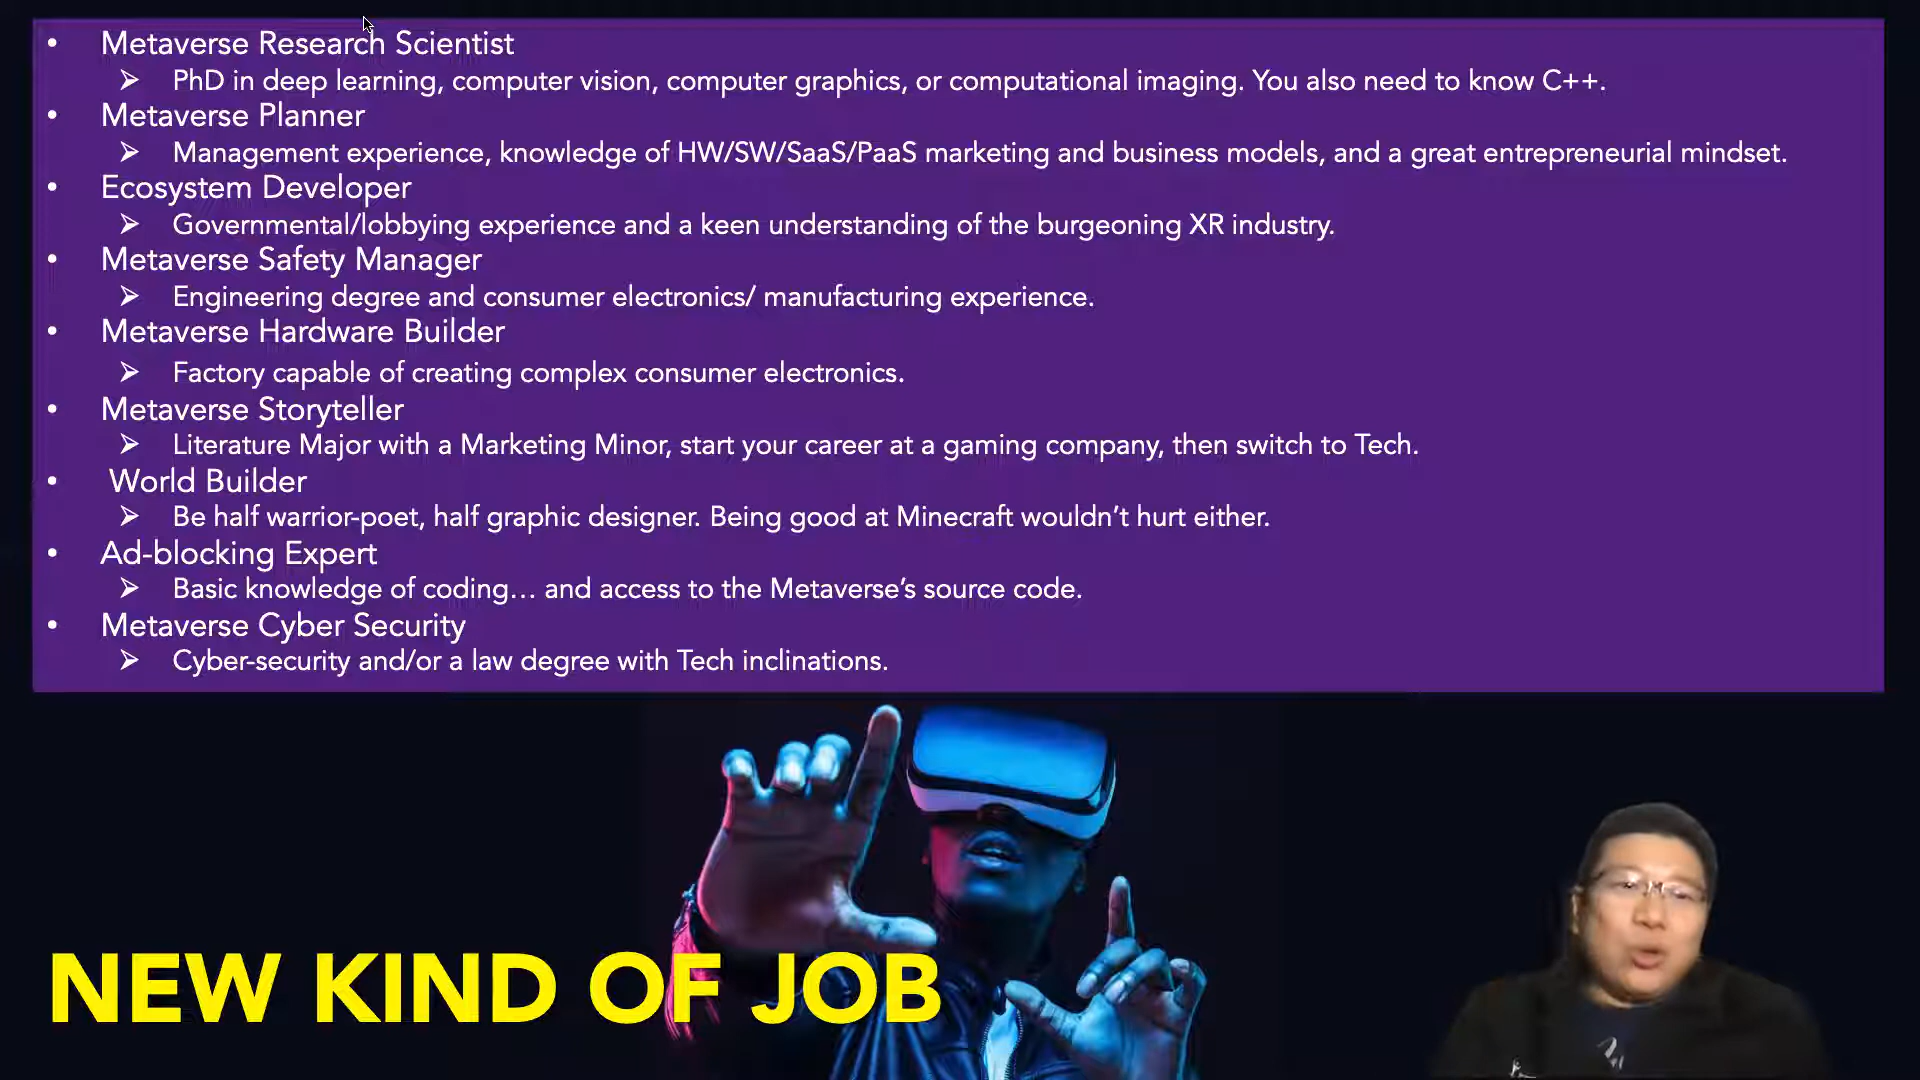 • Metaverse Research Scientist
➢ PhD in deep learning, computer vision, computer graphics, or computational imaging. You also need to know C++.
• Metaverse Planner
➢ Management experience, knowledge of HW/SW/SaaS/PaaS marketing and business models, and a great entrepreneurial mindset.
• Ecosystem Developer
➢ Governmental/lobbying experience and a keen understanding of the burgeoning XR industry.
• Metaverse Safety Manager
➢ Engineering degree and consumer electronics/ manufacturing experience.
• Metaverse Hardware Builder
➢ Factory capable of creating complex consumer electronics.
• Metaverse Storyteller
➢ Literature Major with a Marketing Minor, start your career at a gaming company, then switch to Tech.
• World Builder
➢ Be half warrior-poet, half graphic designer. Being good at Minecraft wouldn’t hurt either.
• Ad-blocking Expert
➢ Basic knowledge of coding… and access to the Metaverse’s source code.
• Metaverse Cyber Security
➢ Cyber-security and/or a law degree with Tech inclinations.
NEW KIND OF JOB